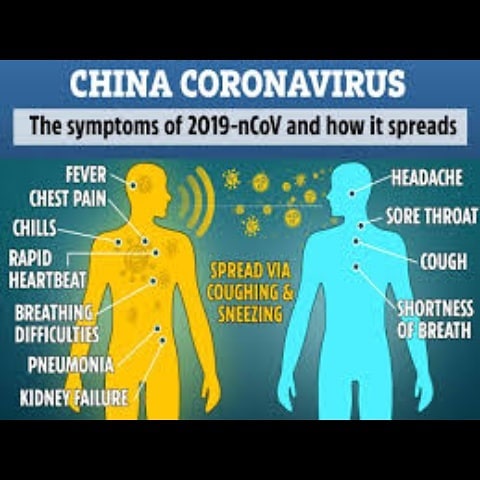 CHINA CORONAVIRUS
The symptoms of 2019-nCoV and how it spreads
FEVER
CHEST PAIN
CHILLS
RAPID
HEARTBEAT
BREATHING
DIFFICULTIES
PNEUMONIA
KIDNEY FAILURE
SPREAD VIA
COUGHING &
SNEEZING
HEADACHE
SORE THROAT
COUGH
SHORTNESS
OF BREATH